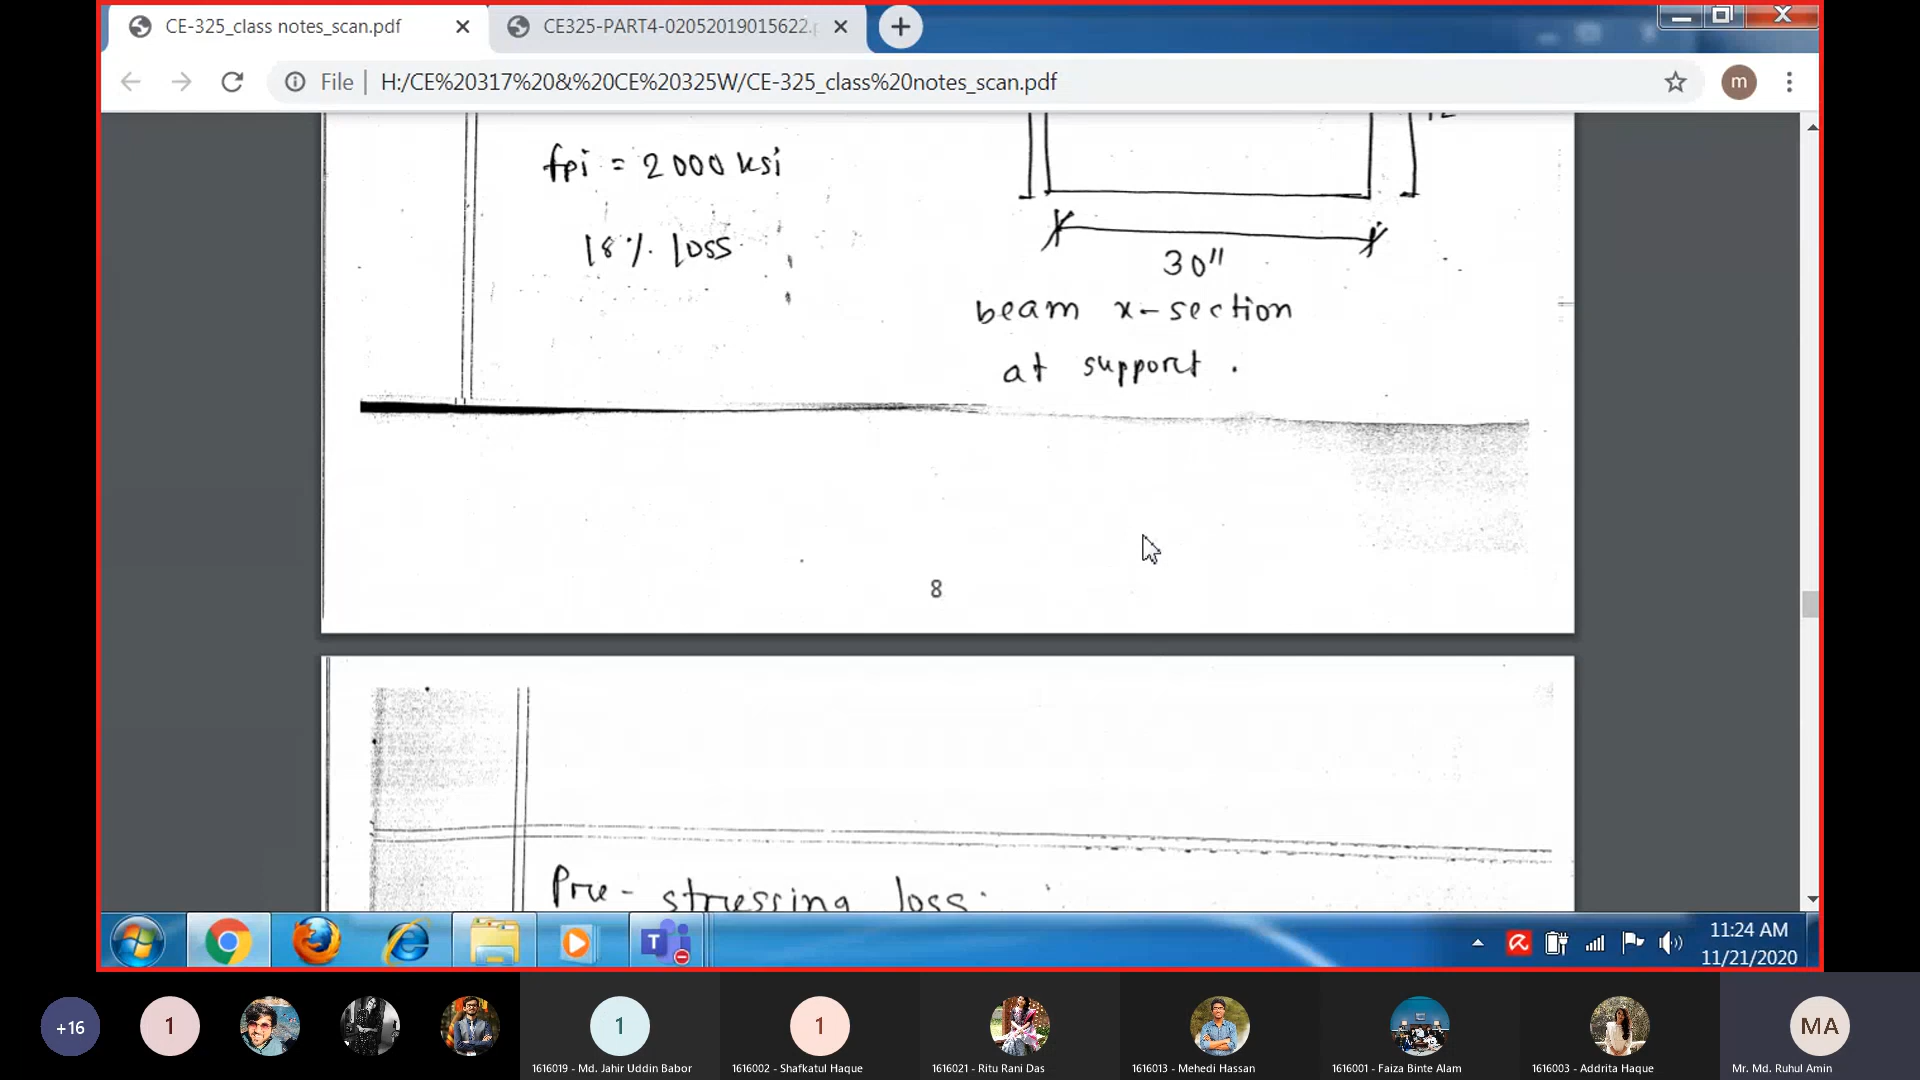 CE-325_class notes_scan.pdf
CE325-PART4-02052019015622.p
File
H:/CE%20317%20&%20CE%20325W/CE-325_class%20notes_scan.pdf
m
fpi = 2000 ksi
18% loss
30"
beam x-section
at support.
8
Pre-stressing loss.
11:24 AM
11/21/2020
+16
1
1
1
1616019 - Md. Jahir Uddin Babor
1616002 - Shafkatul Haque
1616021 - Ritu Rani Das
1616013 - Mehedi Hassan
1616001 - Faiza Binte Alam
1616003 - Addrita Haque
MA
Mr. Md. Ruhul Amin